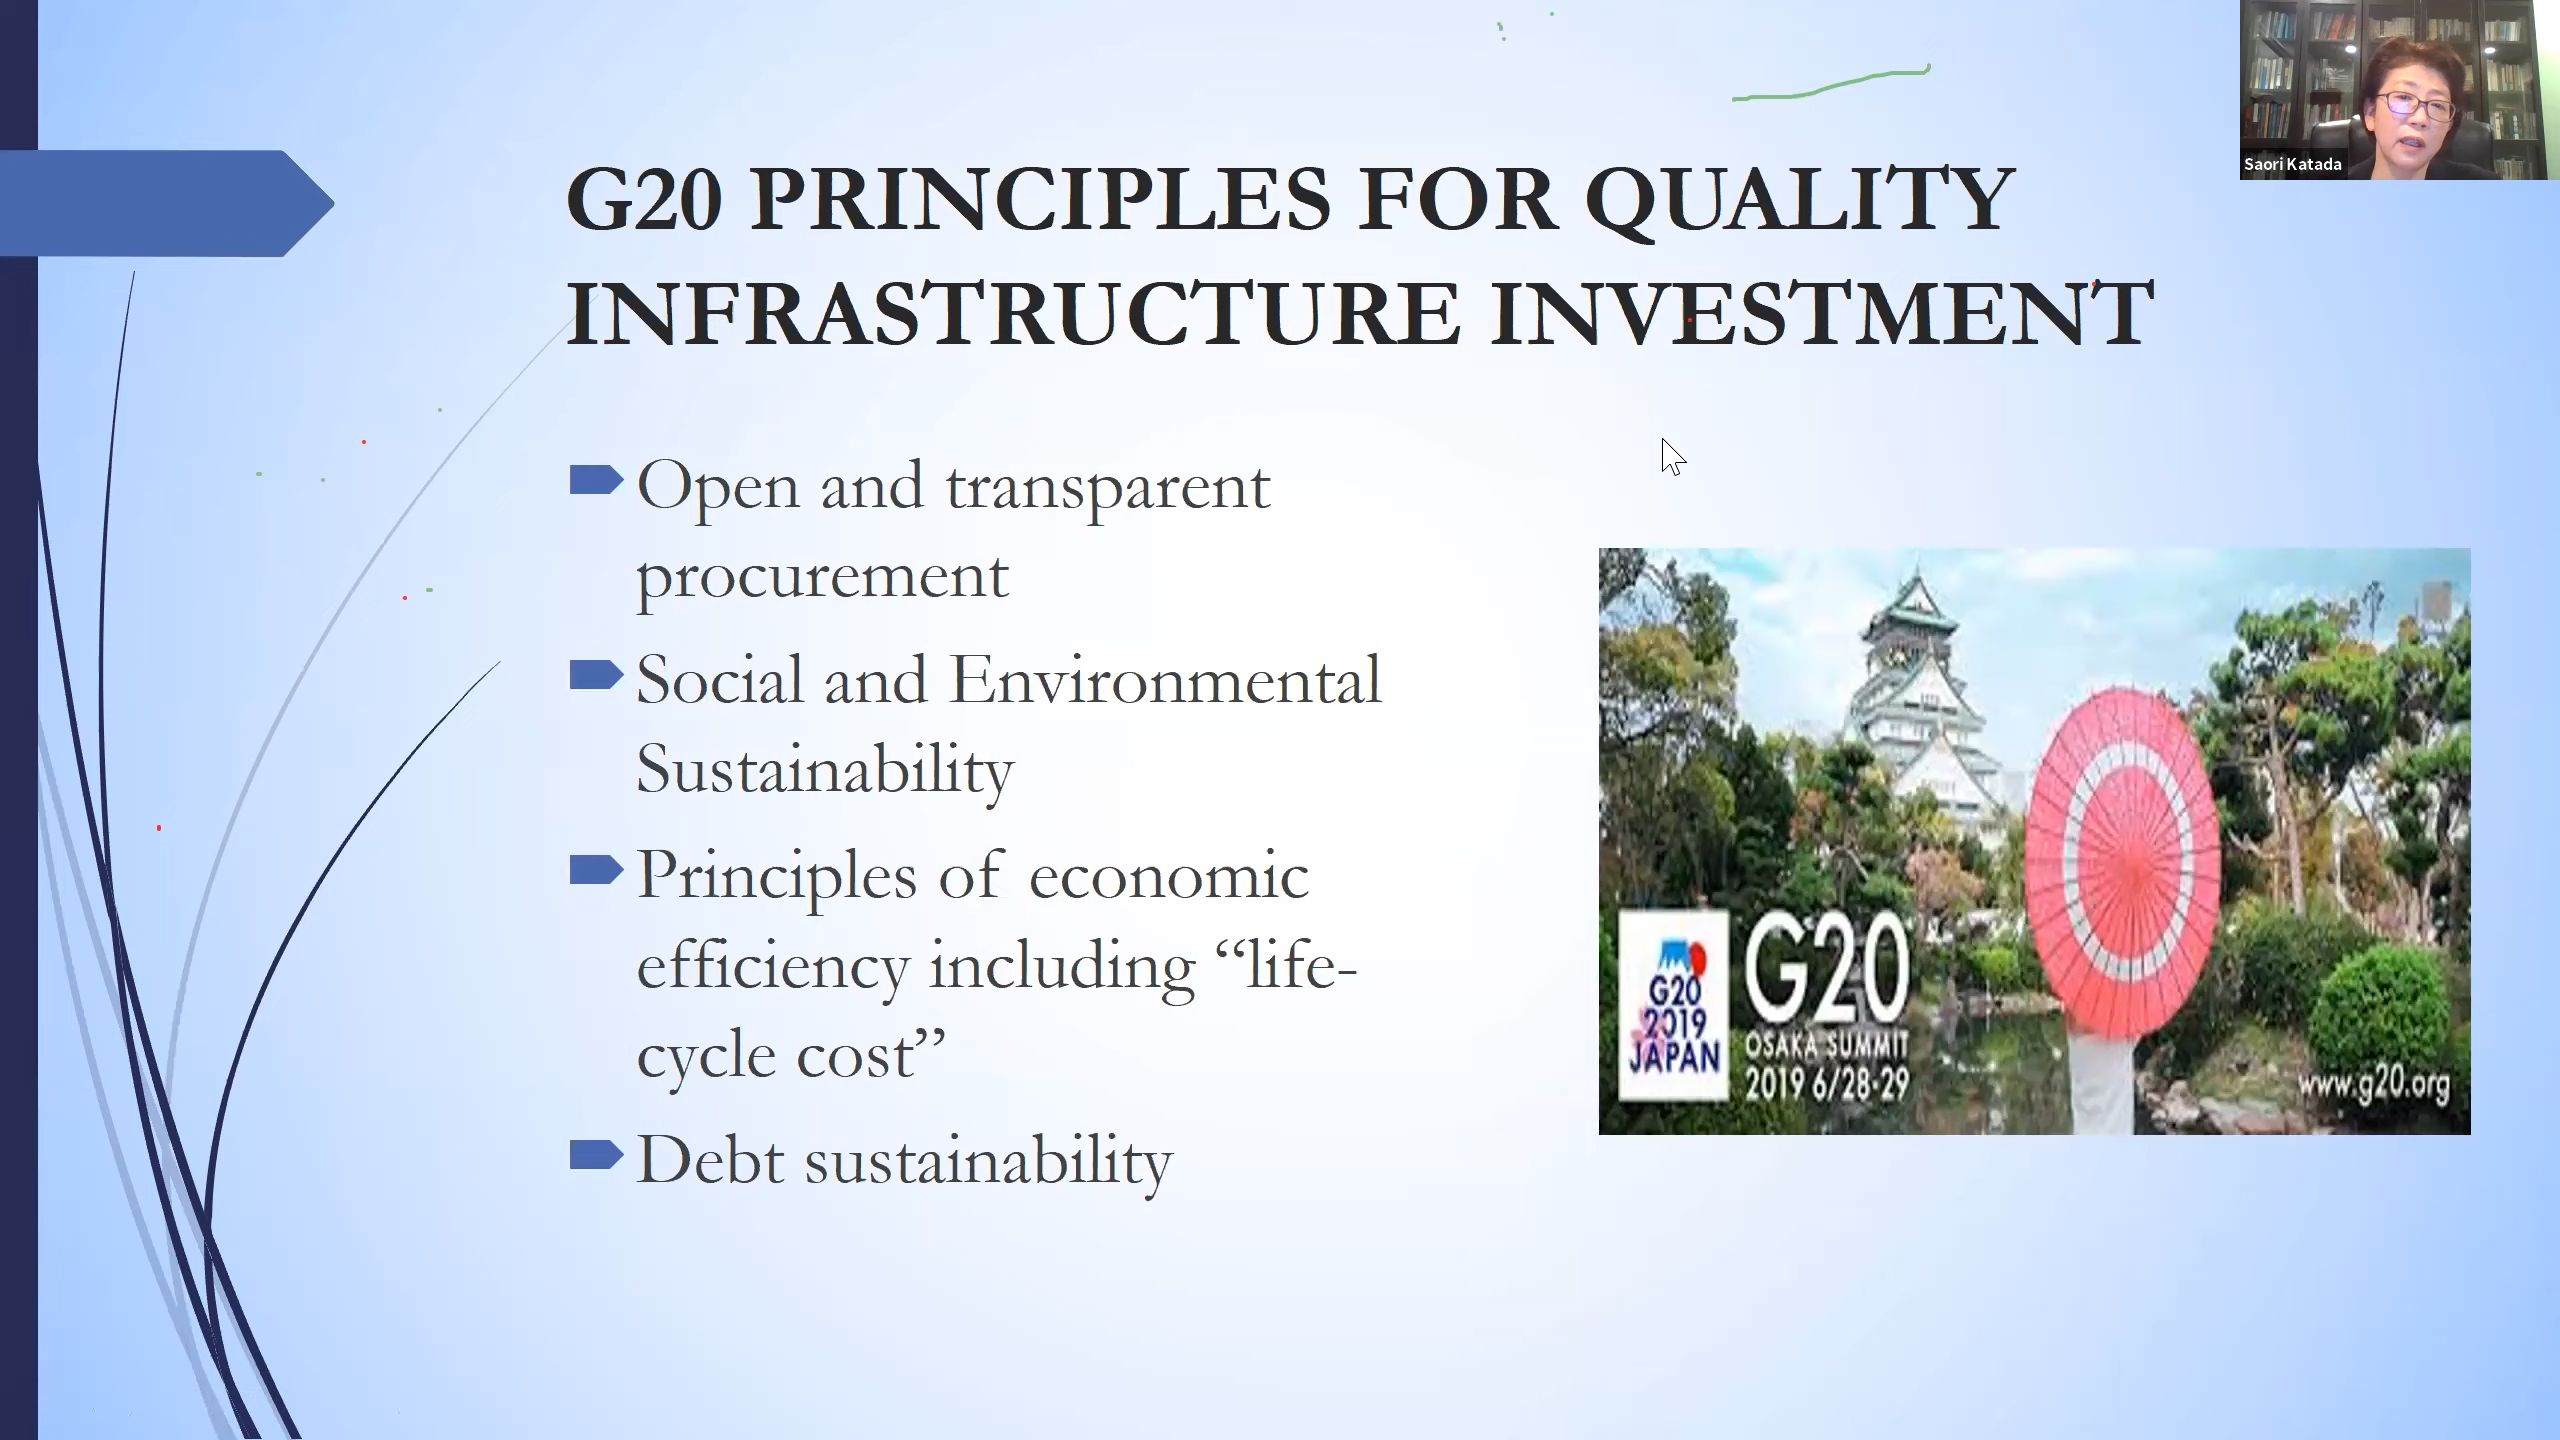 Saori Katada
G20 PRINCIPLES FOR QUALITY
INFRASTRUCTURE INVESTMENT
Open and transparent
procurement
Social and Environmental
Sustainability
Principles of economic
efficiency including “life-
cycle cost”
Debt sustainability
G20
2019
JAPAN
G20
OSAKA SUMMIT
2019 6/28-29
www.g20.org